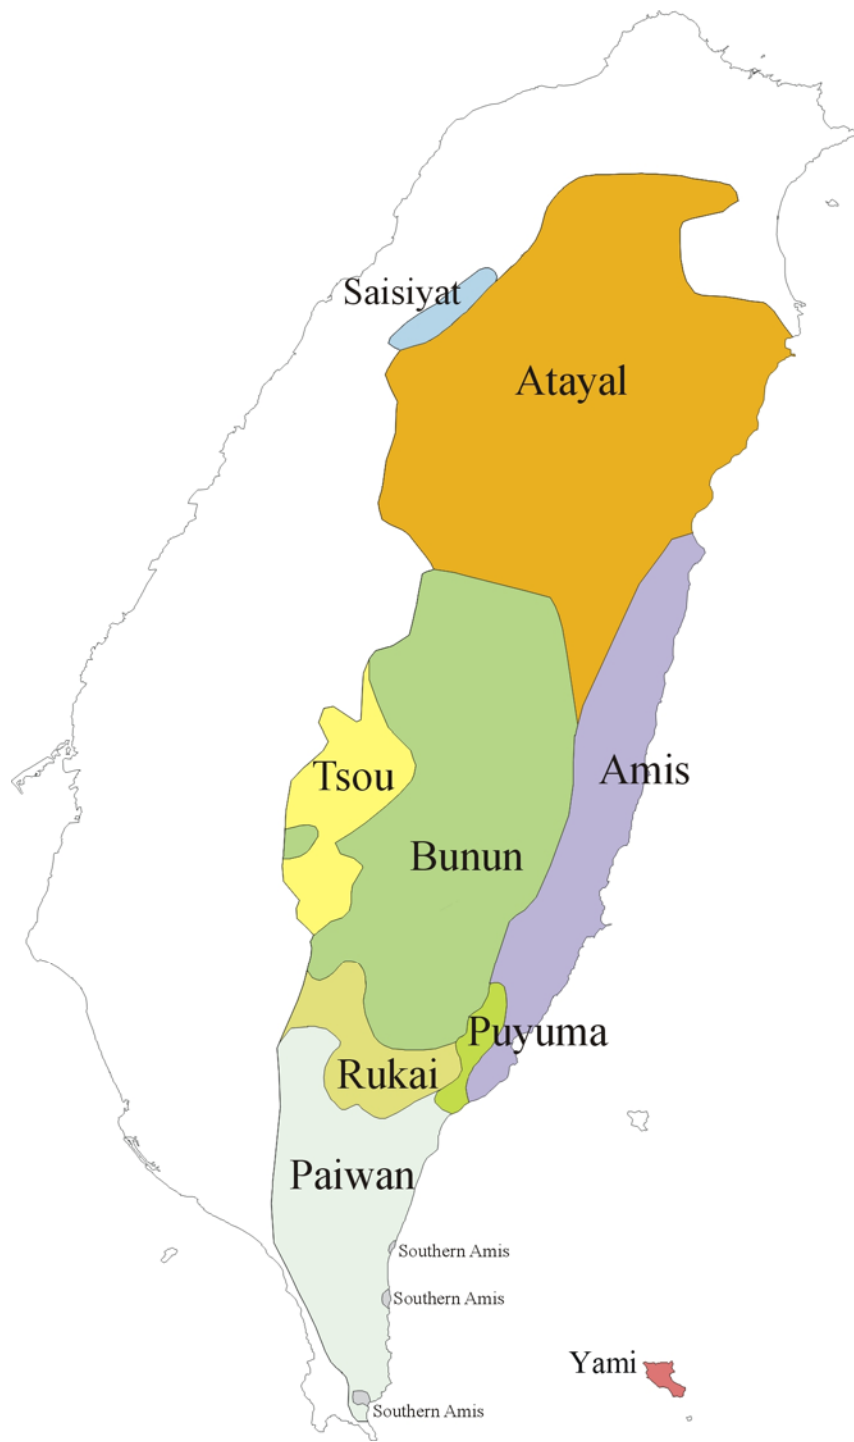 Saisiyat
Atayal
Tsou
Amis
Bunun
Puyuma
Rukai
Paiwan
Southern Amis
Southern Amis
Yami
Southern Amis